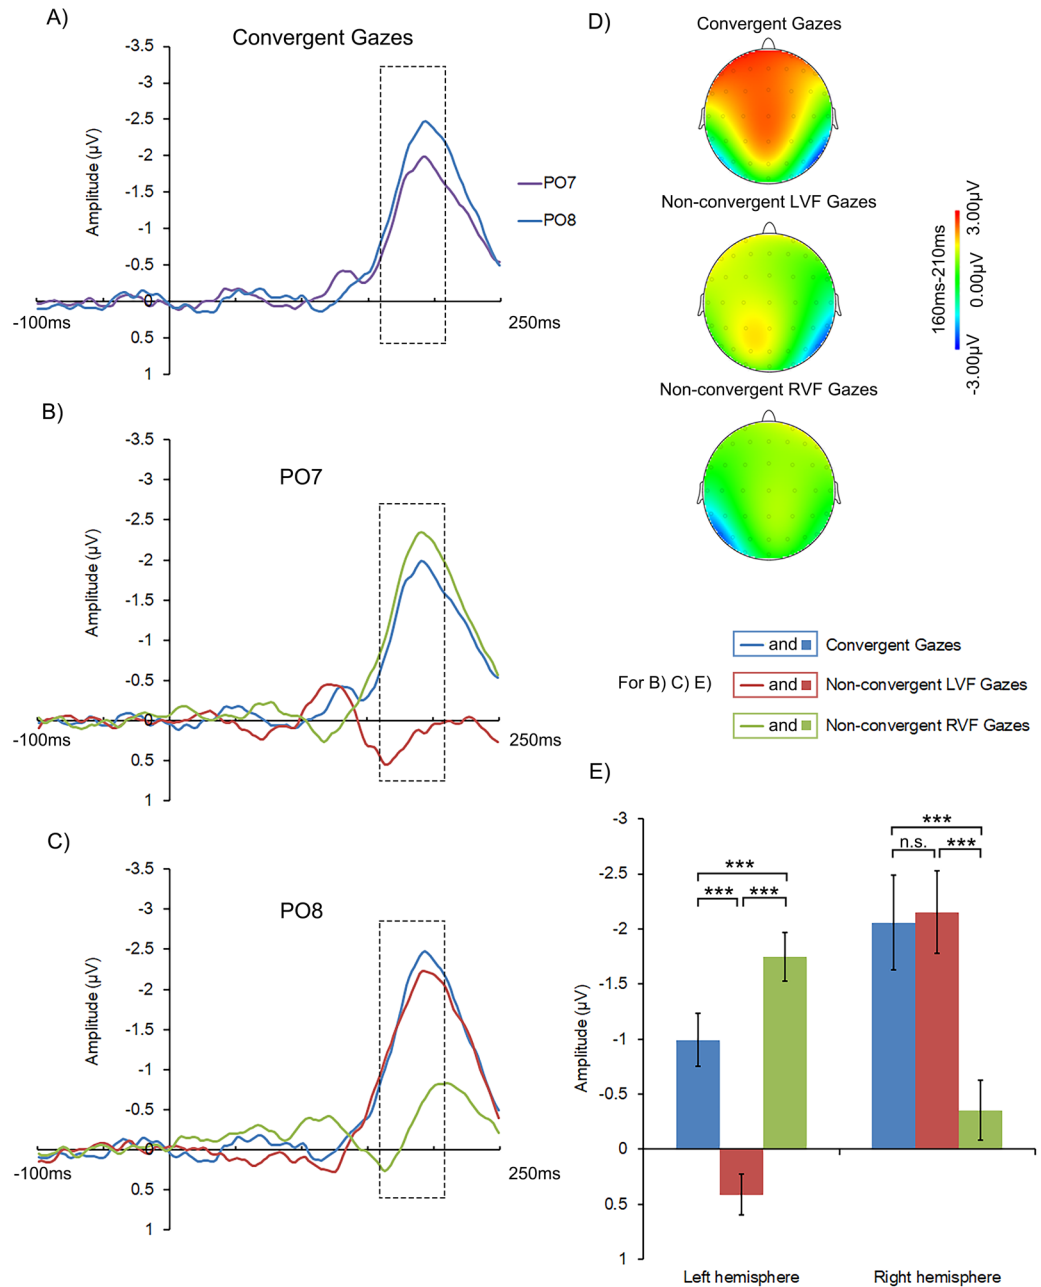 A)
Convergent Gazes
-3.5
-3
-2.5
-2
-1.5
-1
-0.5
0
0.5
1
Amplitude (μV)
-100ms
250ms
PO7
PO8
B)
PO7
-3.5
-3
-2.5
-2
-1.5
-1
-0.5
0
0.5
1
Amplitude (μV)
-100ms
250ms
C)
PO8
-3.5
-3
-2.5
-2
-1.5
-1
-0.5
0
0.5
1
Amplitude (μV)
-100ms
250ms
D)
Convergent Gazes
Non-convergent LVF Gazes
Non-convergent RVF Gazes
160ms-210ms
-3.00μV 0.00μV 3.00μV
For B) C) E)
and Convergent Gazes
and Non-convergent LVF Gazes
and Non-convergent RVF Gazes
E)
-3
-2.5
-2
-1.5
-1
-0.5
0
0.5
1
Amplitude (μV)
***
*** ***
***
n.s. ***
Left hemisphere Right hemisphere